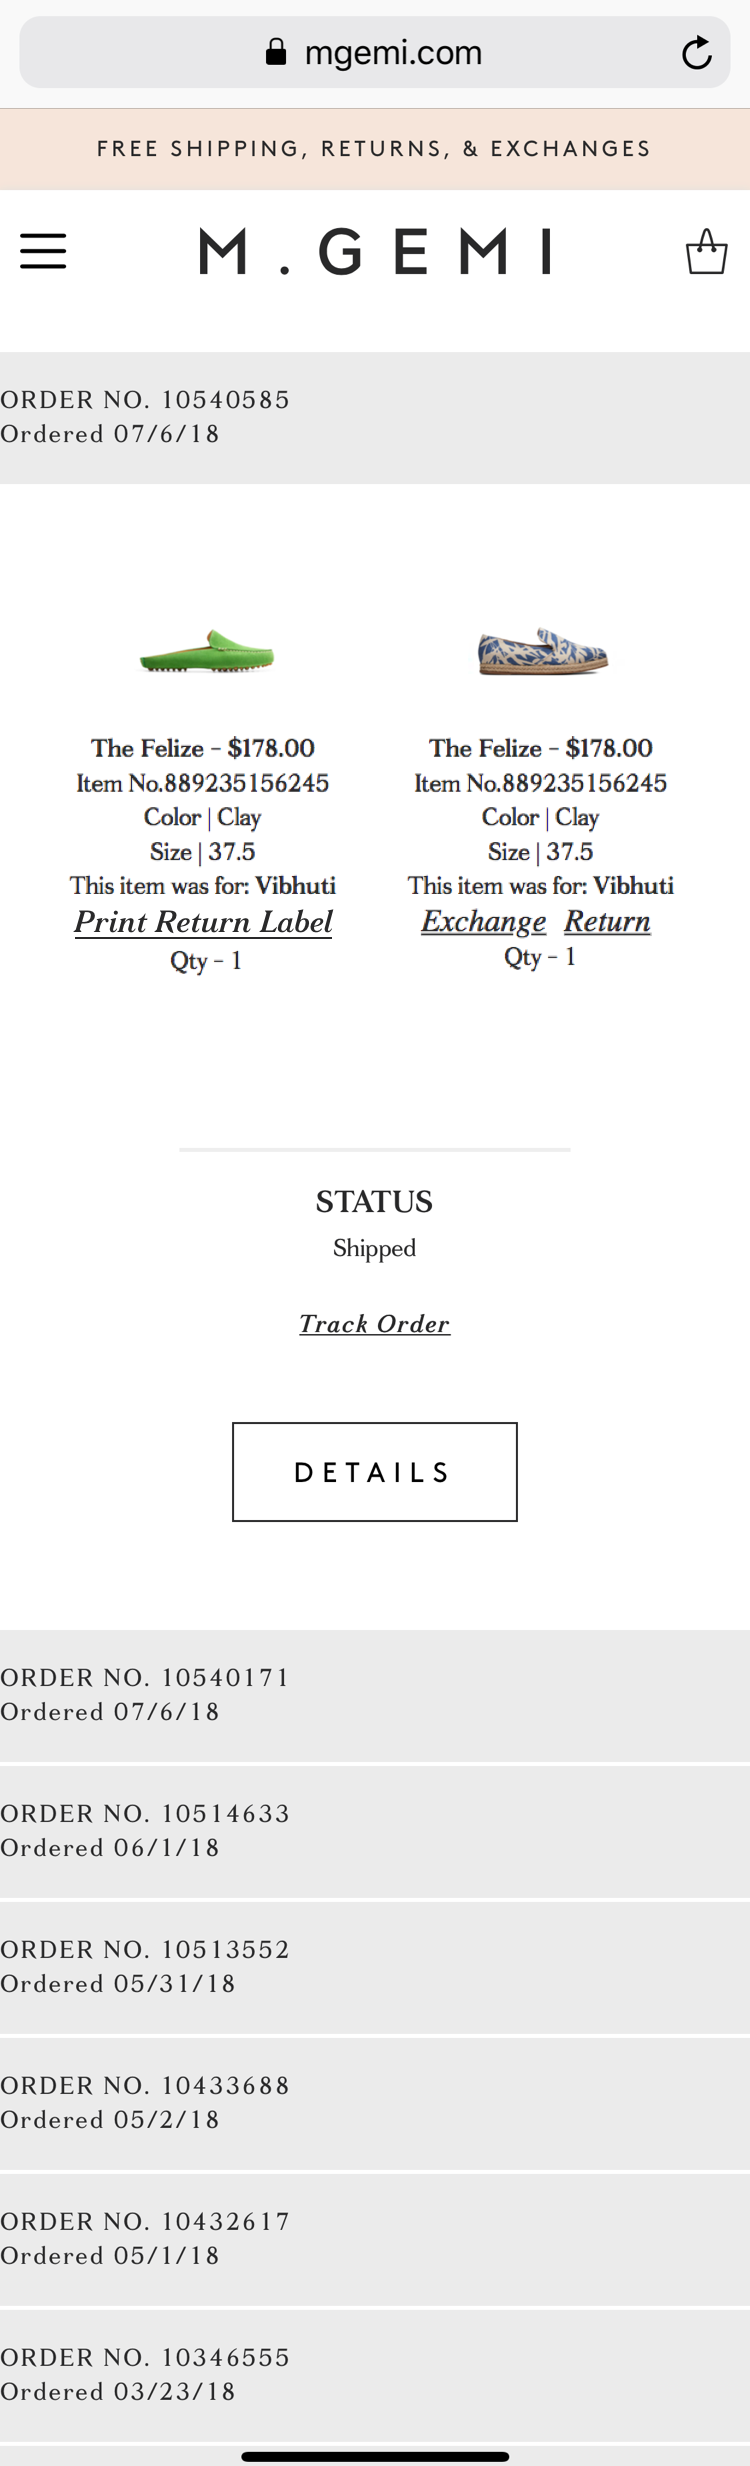 mgemi.com
FREE SHIPPING, RETURNS, & EXCHANGES
M.GEMI
ORDER NO. 10540585
Ordered 07/6/18
The Felize - $178.00
Item No.889235156245
Color | Clay
Size | 37.5
This item was for: Vibhuti
Print Return Label
Qty - 1
The Felize - $178.00
Item No.889235156245
Color | Clay
Size | 37.5
This item was for: Vibhuti
Exchange Return
Qty - 1
STATUS
Shipped
Track Order
DETAILS
ORDER NO. 10540171
Ordered 07/6/18
ORDER NO. 10514633
Ordered 06/1/18
ORDER NO. 10513552
Ordered 05/31/18
ORDER NO. 10433688
Ordered 05/2/18
ORDER NO. 10432617
Ordered 05/1/18
ORDER NO. 10346555
Ordered 03/23/18